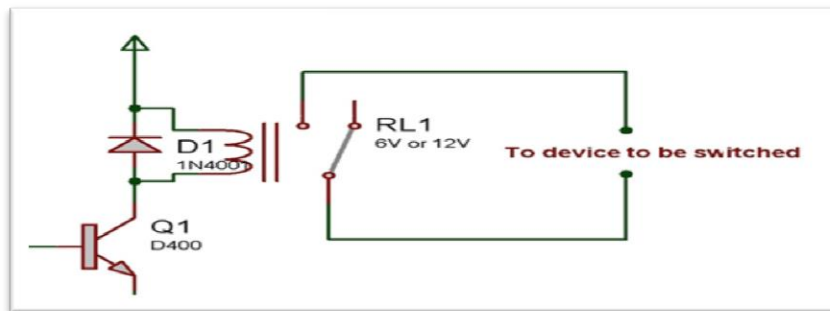 RL1
6V or 12V
D1
1N4001
To device to be switched
Q1
D400